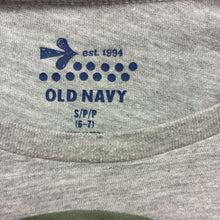 est. 1994
OLD NAVY
S/P/P
(6-7)